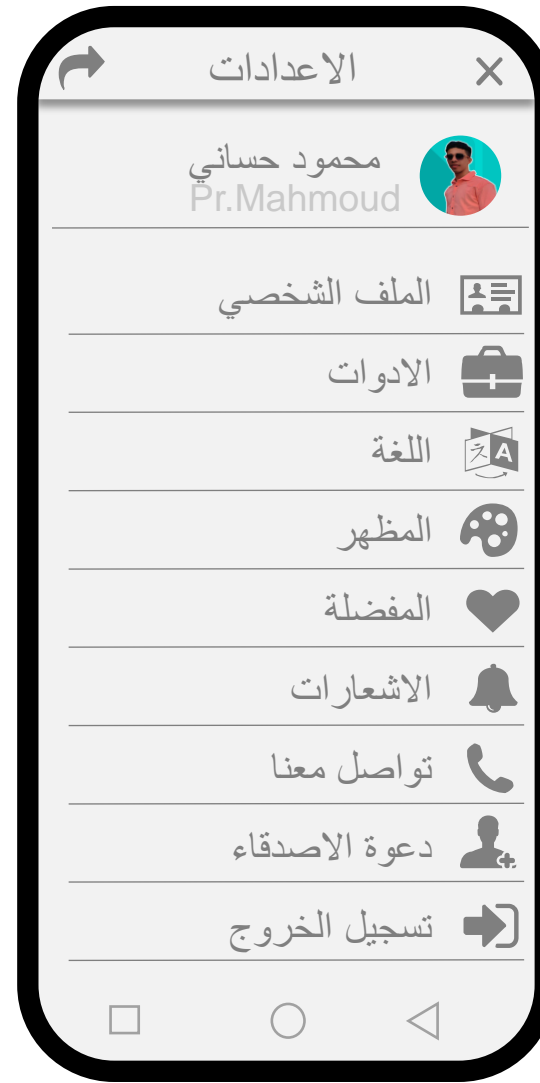 الاعدادات
محمود حساني
Pr.Mahmoud
الملف الشخصي
الادوات
اللغة
المظهر
المفضلة
الاشعارات
تواصل معنا
دعوة الاصدقاء
تسجيل الخروج